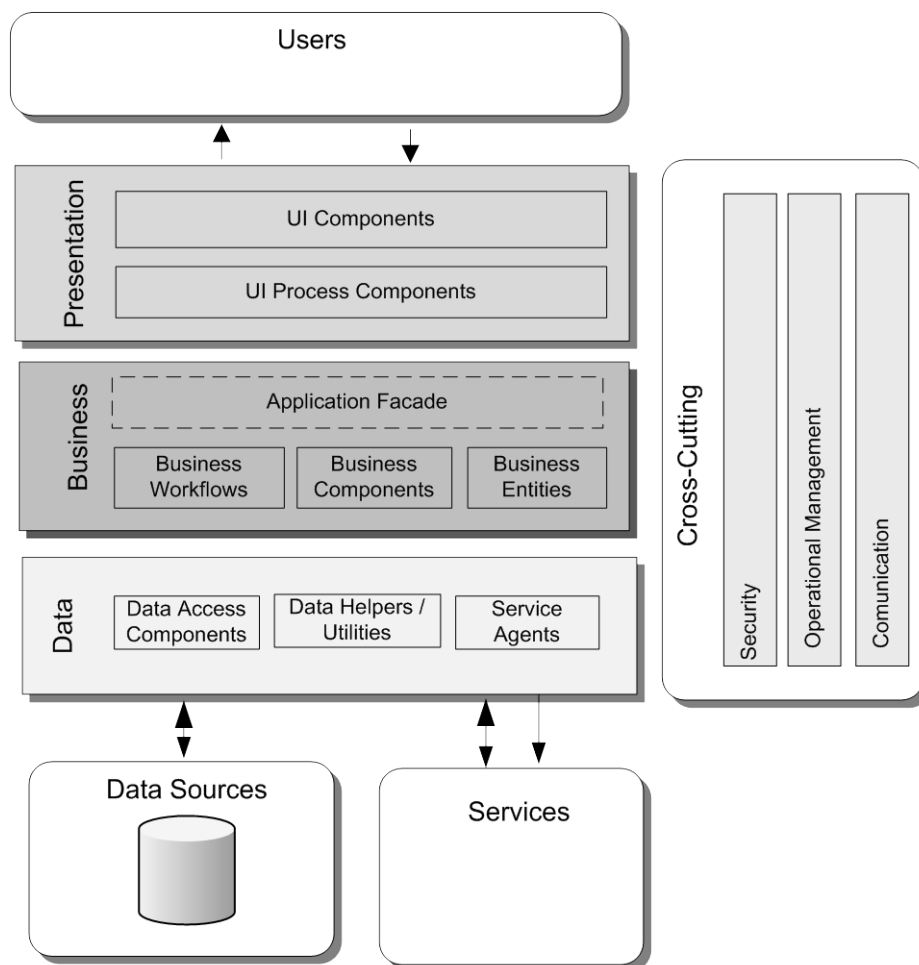 Users
Presentation
UI Components
UI Process Components
Business
Application Facade
Business
Workflows
Business
Components
Business
Entities
Data
Data Access
Components
Data Helpers /
Utilities
Service
Agents
Cross-Cutting
Security
Operational Management
Comunication
Data Sources
Services